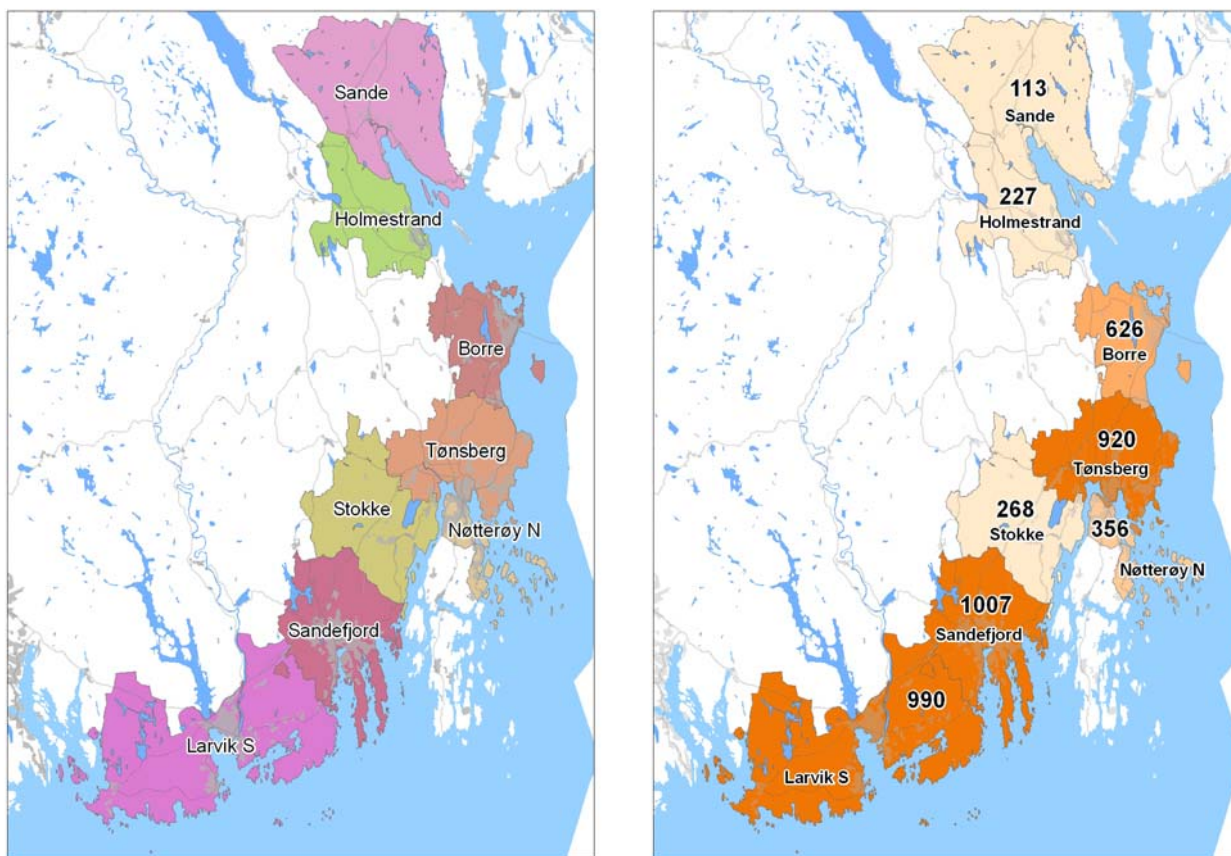 Sande
Holmestrand
Borre
Tønsberg
Stokke
Nøtterøy N
Sandefjord
Larvik S
113
Sande
227
Holmestrand
626
Borre
920
Tønsberg
268
Stokke
356
Nøtterøy N
1007
Sandefjord
990
Larvik S